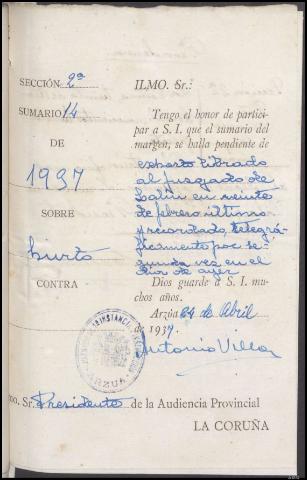 SECCIÓN 2ª
SUMARIO 14
DE
1937
SOBRE
hurto
CONTRA
ILMO. Sr.:
Tengo el honor de partici-
par a S. I. que el sumario del
margen, se halla pendiente de
exhorto librado
al juzgado de
Lalín en veinte
de febrero último
y recordado, telegrá-
ficamente por se-
gunda vez en el
día de ayer
Dios guarde a S. I. mu-
chos años.
Arzúa 24 de Abril
de 1937.
Antonio Villar
ARZUA
mo. Sr. Presidente de la Audiencia Provincial
LA CORUÑA